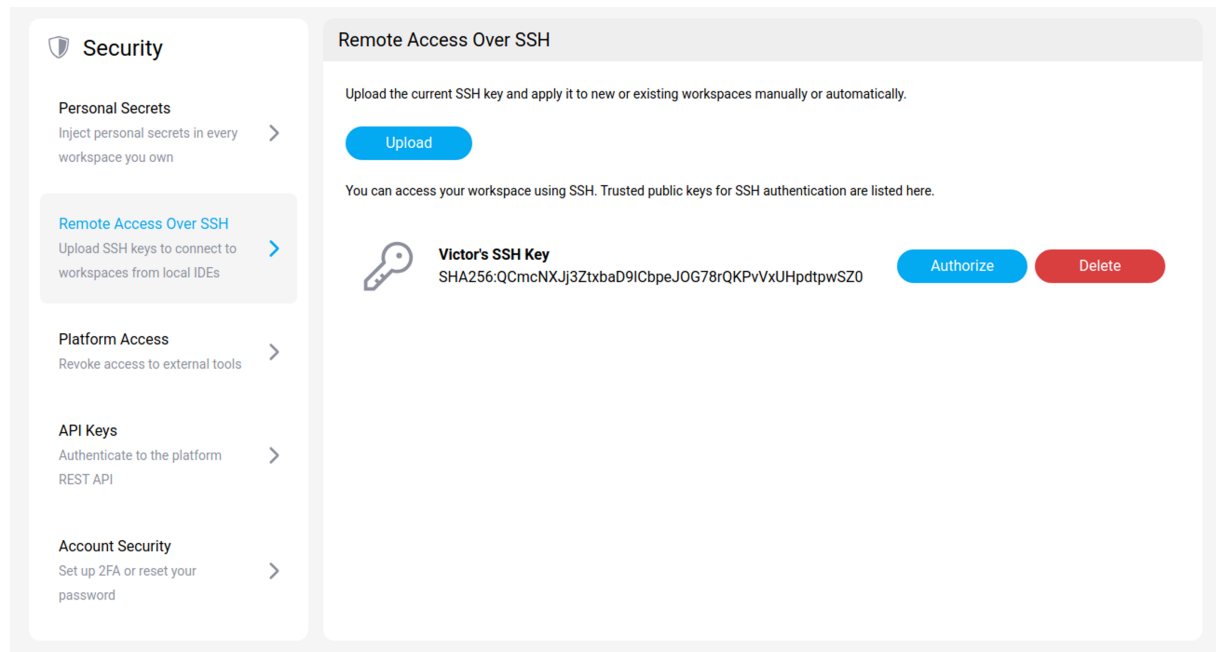 Security
Personal Secrets
Inject personal secrets in every
workspace you own
Remote Access Over SSH
Upload SSH keys to connect to
workspaces from local IDEs
Platform Access
Revoke access to external tools
API Keys
Authenticate to the platform
REST API
Account Security
Set up 2FA or reset your
password
Remote Access Over SSH
Upload the current SSH key and apply it to new or existing workspaces manually or automatically.
Upload
You can access your workspace using SSH. Trusted public keys for SSH authentication are listed here.
Victor's SSH Key
SHA256:QCmcNXJj3ZtxbaD9ICbpeJOG78rQKPvVxUHpdtpwSZ0
Authorize
Delete